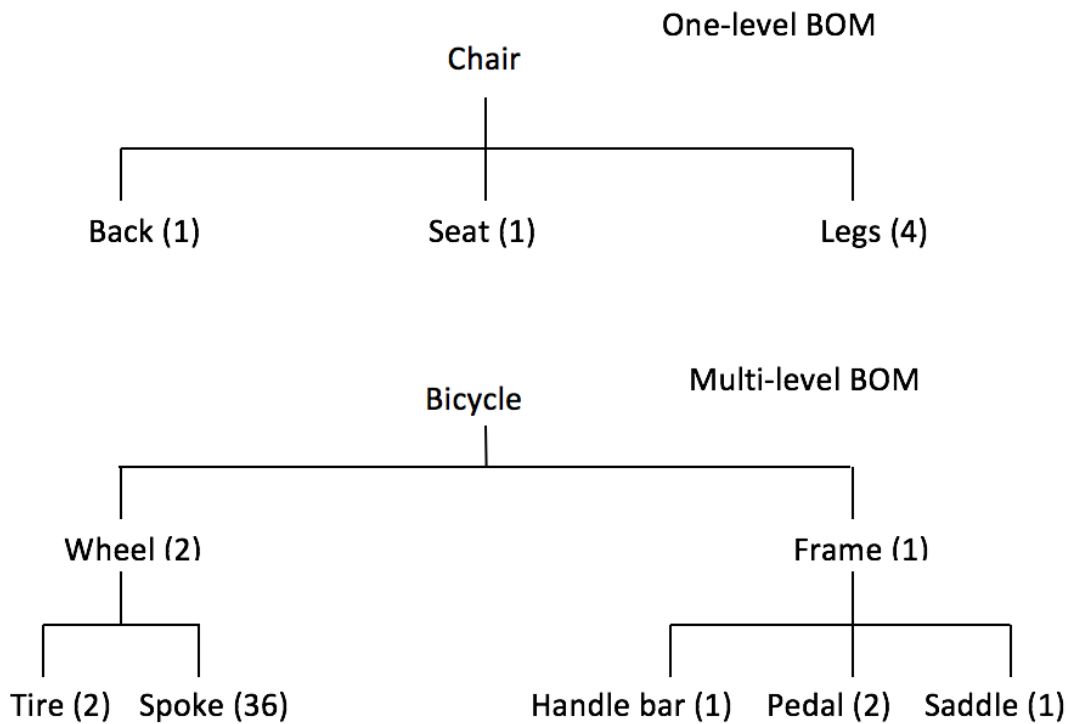 One-level BOM
Chair
Back (1) Seat (1) Legs (4)
Multi-level BOM
Bicycle
Wheel (2) Frame (1)
Tire (2) Spoke (36) Handle bar (1) Pedal (2) Saddle (1)